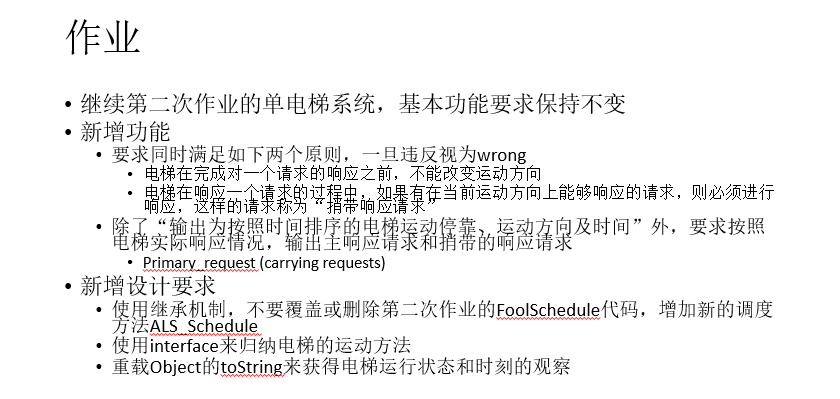 作业
• 继续第二次作业的单电梯系统，基本功能要求保持不变
• 新增功能
• 要求同时满足如下两个原则，一旦违反视为wrong
• 电梯在完成对一个请求的响应之前，不能改变运动方向
• 电梯在响应一个请求的过程中，如果有在当前运动方向上能够响应的请求，则必须进行
响应，这样的请求称为“捎带响应请求”
• 除了“输出为按照时间排序的电梯运动停靠、运动方向及时间”外，要求按照
电梯实际响应情况，输出主响应请求和捎带的响应请求
• Primary_request (carrying requests)
• 新增设计要求
• 使用继承机制，不要覆盖或删除第二次作业的FoolSchedule代码，增加新的调度
方法ALS_Schedule
• 使用interface来归纳电梯的运动方法
• 重载Object的toString来获得电梯运行状态和时刻的观察